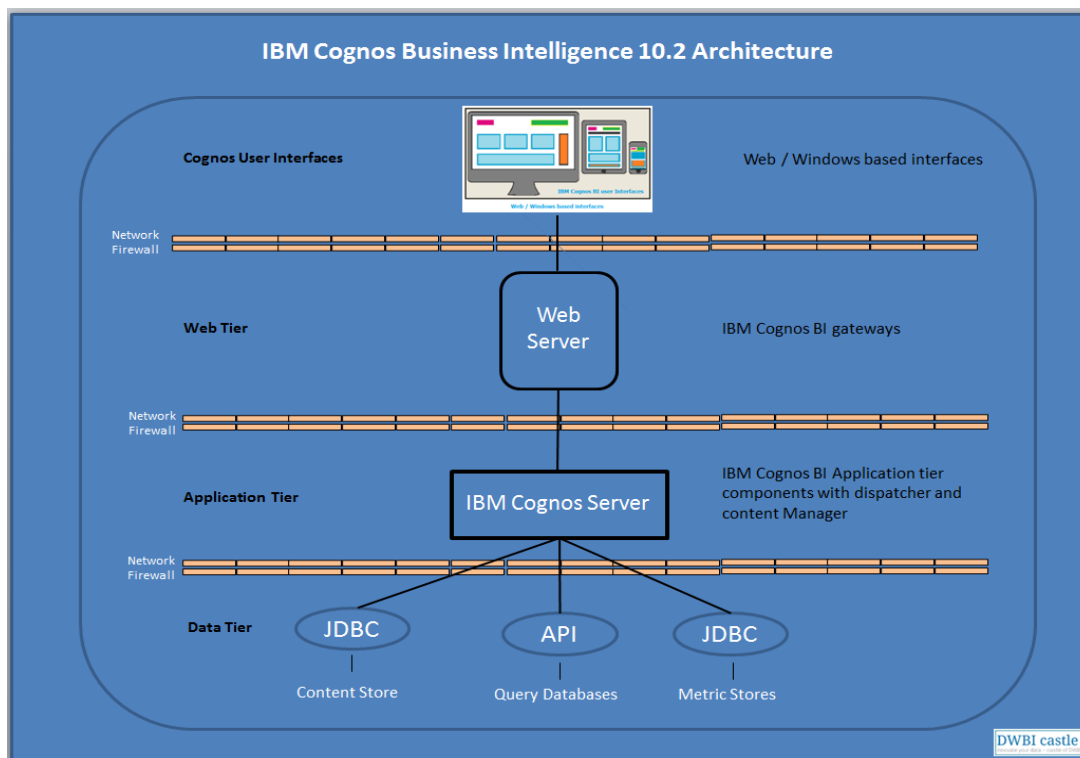 IBM Cognos Business Intelligence 10.2 Architecture
Cognos User Interfaces
IBM Cognos BI user Interfaces
Web / Windows based interfaces
Web / Windows based interfaces
Network
Firewall
Web Tier
Web
Server
IBM Cognos BI gateways
Network
Firewall
Application Tier
IBM Cognos Server
IBM Cognos BI Application tier
components with dispatcher and
content Manager
Network
Firewall
Data Tier
JDBC
API
JDBC
Content Store
Query Databases
Metric Stores
DWBI castle